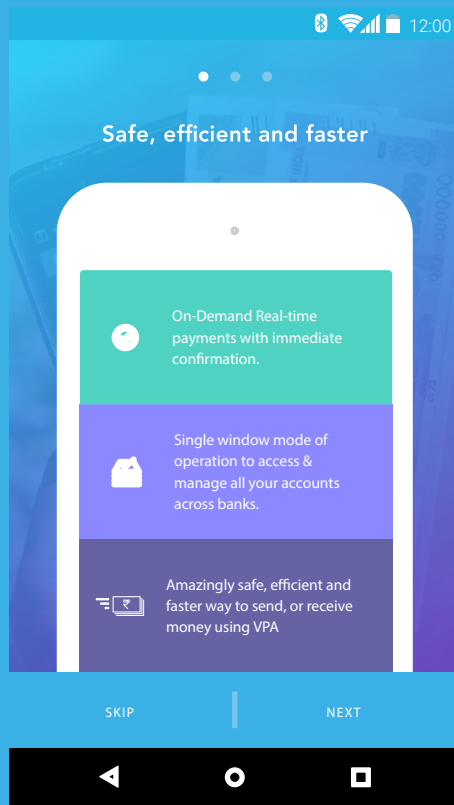 12:00
Safe, efficient and faster
On-Demand Real-time
payments with immediate
confirmation.
Single window mode of
operation to access &
manage all your accounts
across banks.
₹
Amazingly safe, efficient and
faster way to send, or receive
money using VPA
SKIP
NEXT